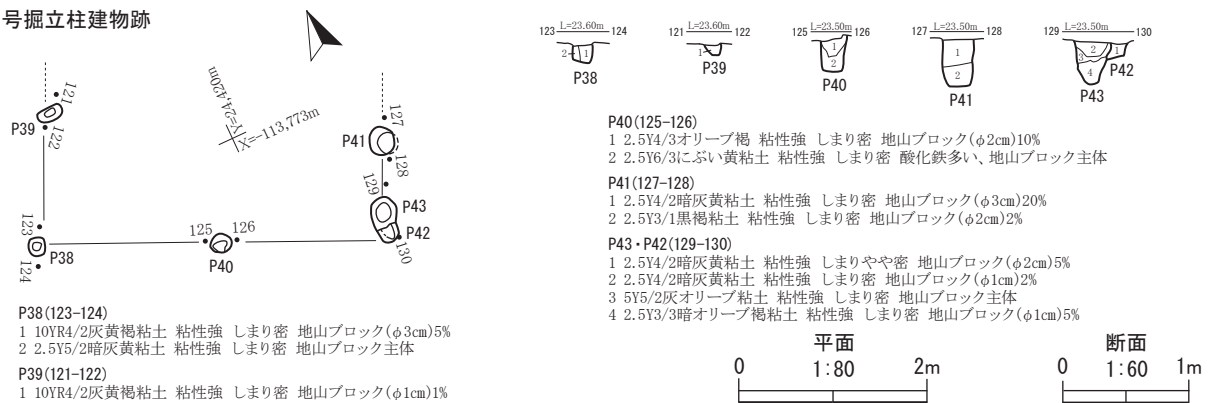 号掘立柱建物跡
Y=24,420m
X=-113,773m
121
P39
122
127
P41
128
129
P43
P42
130
123
P38
124
125 126
P40
123 L=23.60m 124
2 1
P38
121 L=23.60m 122
1
P39
125 L=23.50m 126
1
2
P40
127 L=23.50m 128
1
2
P41
129 L=23.50m 130
2 1
3
4
P42
P43
P38(123-124)
1 10YR4/2灰黄褐粘土 粘性強 しまり密 地山ブロック(φ3cm)5%
2 2.5Y5/2暗灰黄粘土 粘性強 しまり密 地山ブロック主体
P39(121-122)
1 10YR4/2灰黄褐粘土 粘性強 しまり密 地山ブロック(φ1cm)1%
P40(125-126)
1 2.5Y4/3オリーブ褐 粘性強 しまり密 地山ブロック(φ2cm)10%
2 2.5Y6/3にぶい黄粘土 粘性強 しまり密 酸化鉄多い、地山ブロック主体
P41(127-128)
1 2.5Y4/2暗灰黄粘土 粘性強 しまり密 地山ブロック(φ3cm)20%
2 2.5Y3/1黒褐粘土 粘性強 しまり密 地山ブロック(φ2cm)2%
P43・P42(129-130)
1 2.5Y4/2暗灰黄粘土 粘性強 しまりやや密 地山ブロック(φ2cm)5%
2 2.5Y4/2暗灰黄粘土 粘性強 しまり密 地山ブロック(φ1cm)2%
3 5Y5/2灰オリーブ粘土 粘性強 しまり密 地山ブロック主体
4 2.5Y3/3暗オリーブ褐粘土 粘性強 しまり密 地山ブロック(φ1cm)5%
平面
0 1:80 2m
断面
0 1:60 1m